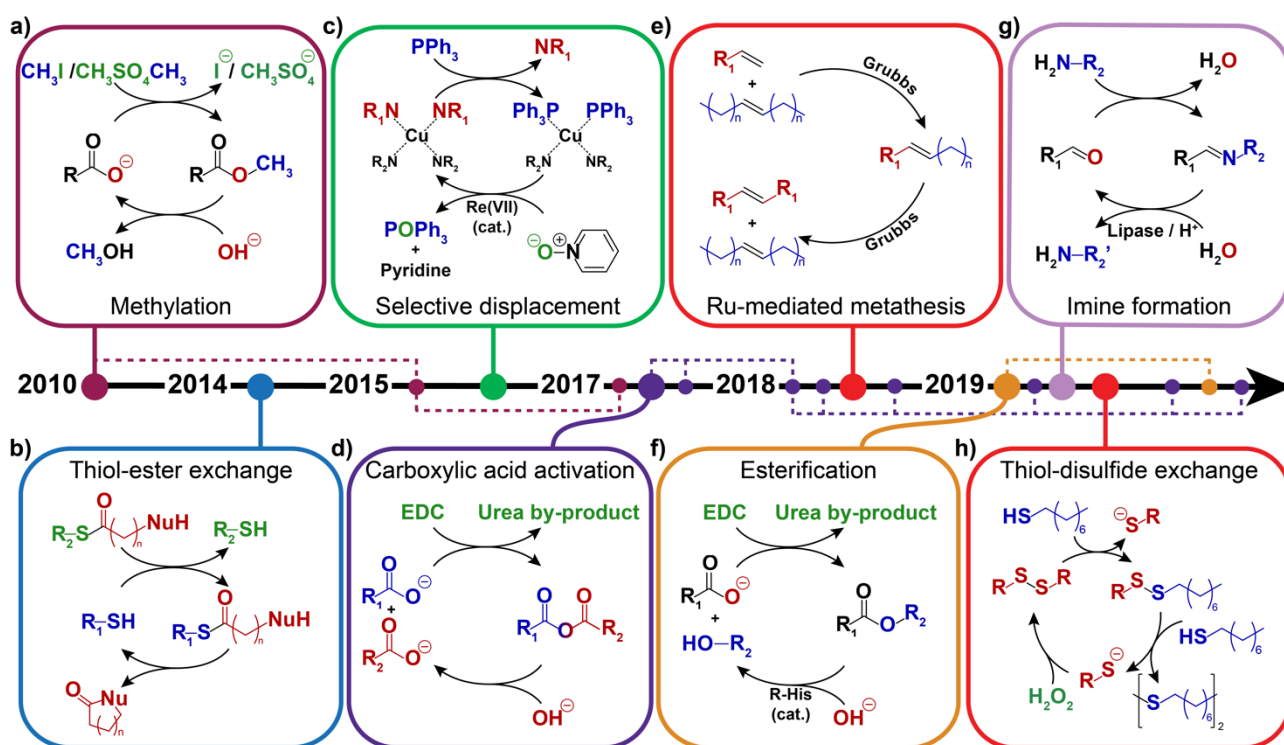 a)
CH₃I /CH₃SO₄CH₃
I⊖/ CH₃SO₄⊖
R
O
O⊖
R
O
O
CH₃
CH₃OH
OH⊖
Methylation
c)
PPh₃
NR₁
R₁N
NR₁
Cu
R₂N
NR₂
Ph₃P
PPh₃
Cu
R₂N
NR₂
Re(VII)
(cat.)
POPh₃
+
Pyridine
⊖O–N⊕
Selective displacement
e)
R₁
+
n
n
Grubbs
R₁
n
R₁
R₁
+
n
n
Grubbs
Ru-mediated metathesis
g)
H₂N–R₂
H₂O
R₁
O
R₁
N
R₂
Lipase / H⁺
H₂N–R₂’
H₂O
Imine formation
2010
2014
2015
2017
2018
2019
b)
Thiol-ester exchange
O
R₂–S
NuH
n
R₂–SH
R₁–SH
O
R₁–S
NuH
n
O
Nu
n
d)
Carboxylic acid activation
EDC
Urea by-product
O
R₁
O⊖
+
O
R₂
O⊖
O
O
R₁
O
R₂
OH⊖
f)
Esterification
EDC
Urea by-product
O
R₁
O⊖
+
HO–R₂
O
R₁
O
R₂
R-His
(cat.)
OH⊖
h)
Thiol-disulfide exchange
HS
6
⊖S–R
R
S
S
R
R
S
S
6
HS
6
R
S⊖
H₂O₂
S
6
2